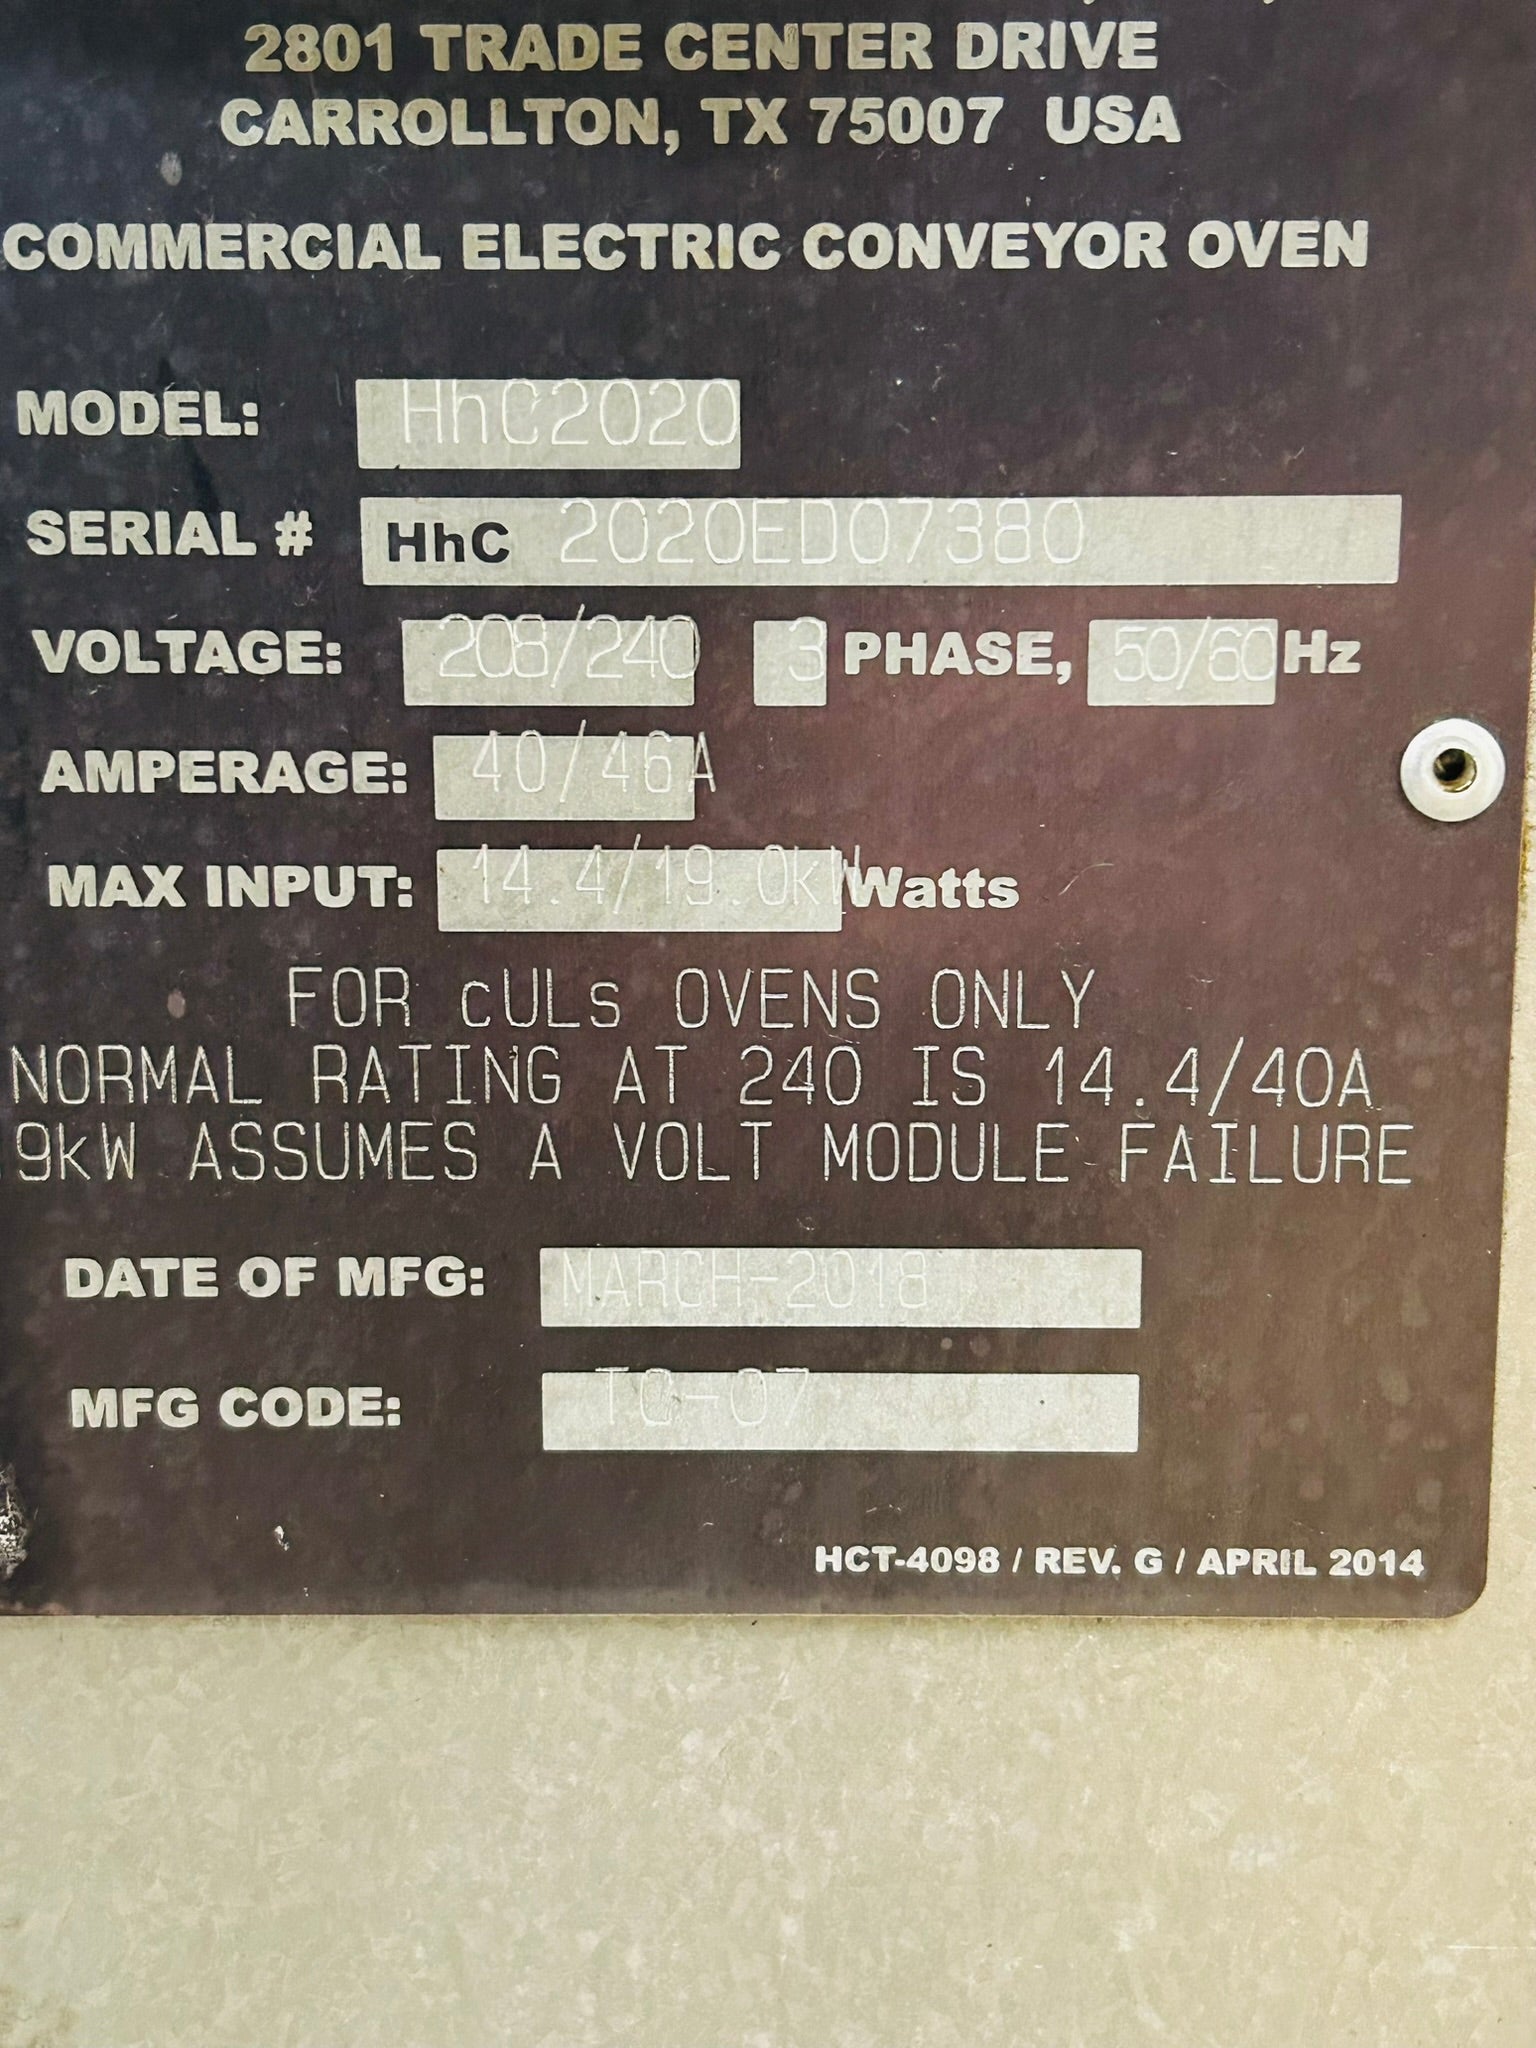 2801 TRADE CENTER DRIVE
CARROLLTON, TX 75007 USA
COMMERCIAL ELECTRIC CONVEYOR OVEN
MODEL: HhC2020
SERIAL # HhC 2020ED07380
VOLTAGE: 208/240 3 PHASE, 50/60 Hz
AMPERAGE: 40/46A
MAX INPUT: 14.4/19.0kW Watts
FOR cULs OVENS ONLY
NORMAL RATING AT 240 IS 14.4/40A
9kW ASSUMES A VOLT MODULE FAILURE
DATE OF MFG: MARCH-2018
MFG CODE: TC-07
HCT-4098 / REV. G / APRIL 2014